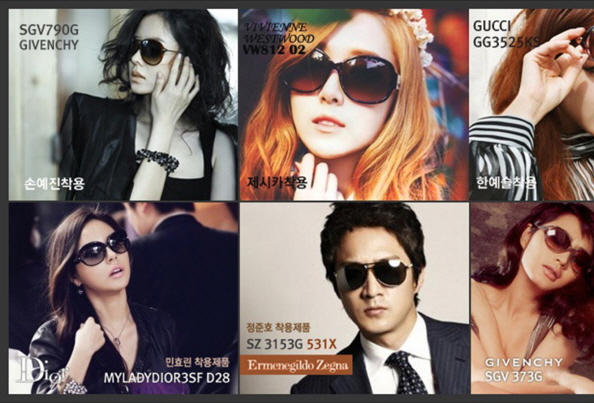 SGV790G
GIVENCHY
손예진착용
VIVIENNE
WESTWOOD
VW812 02
제시카착용
GUCCI
GG3525KS
한예슬착용
Dior
민효린 착용제품
MYLADYDIOR3SF D28
정준호 착용제품
SZ 3153G 531X
Ermenegildo Zegna
GIVENCHY
SGV 373G